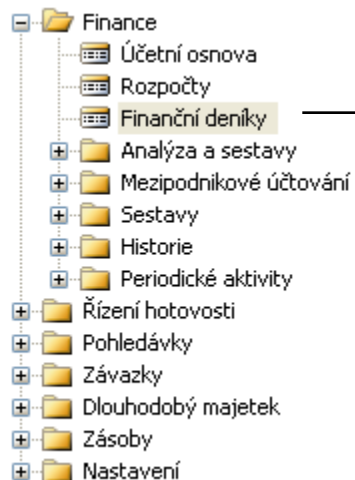 Finance
Účetní osnova
Rozpočty
Finanční deníky
Analýza a sestavy
Mezipodnikové účtování
Sestavy
Historie
Periodické aktivity
Řízení hotovosti
Pohledávky
Závazky
Dlouhodobý majetek
Zásoby
Nastavení